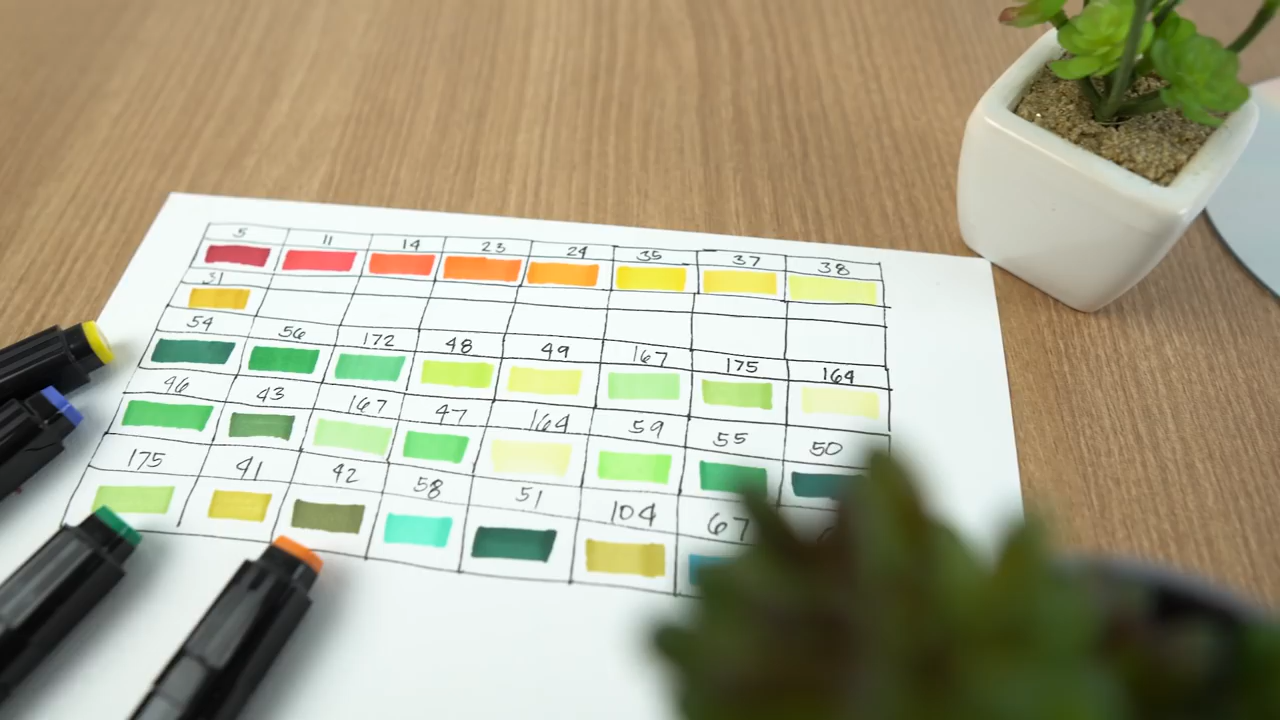 5 11 14 23 24 35 37 38
31
54 56 172 48 49 167 175 164
46 43 167 47 164 59 55 50
175 41 42 58 51 104 67